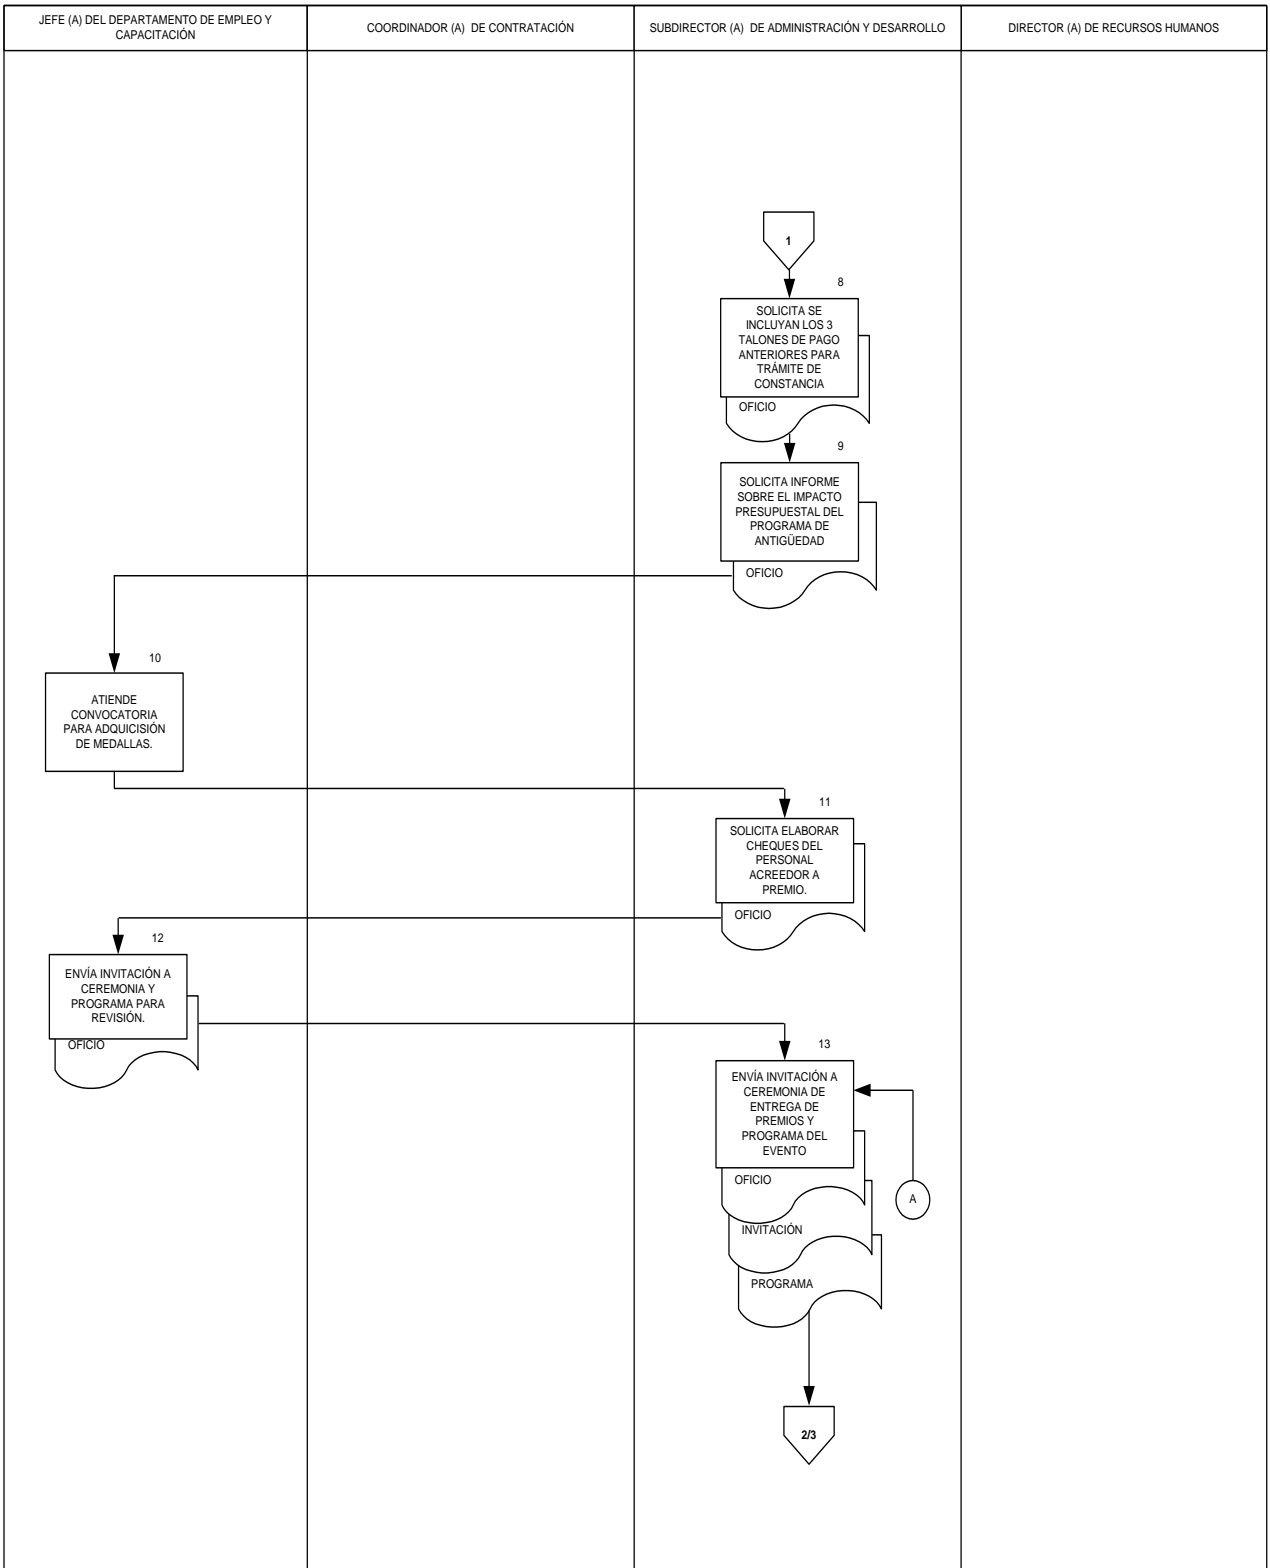 JEFE (A) DEL DEPARTAMENTO DE EMPLEO Y
CAPACITACIÓN
COORDINADOR (A) DE CONTRATACIÓN
SUBDIRECTOR (A) DE ADMINISTRACIÓN Y DESARROLLO
DIRECTOR (A) DE RECURSOS HUMANOS
1
8
SOLICITA SE
INCLUYAN LOS 3
TALONES DE PAGO
ANTERIORES PARA
TRÁMITE DE
CONSTANCIA
OFICIO
9
SOLICITA INFORME
SOBRE EL IMPACTO
PRESUPUESTAL DEL
PROGRAMA DE
ANTIGÜEDAD
OFICIO
10
ATIENDE
CONVOCATORIA
PARA ADQUICISIÓN
DE MEDALLAS.
11
SOLICITA ELABORAR
CHEQUES DEL
PERSONAL
ACREEDOR A
PREMIO.
OFICIO
12
ENVÍA INVITACIÓN A
CEREMONIA Y
PROGRAMA PARA
REVISIÓN.
OFICIO
13
ENVÍA INVITACIÓN A
CEREMONIA DE
ENTREGA DE
PREMIOS Y
PROGRAMA DEL
EVENTO
OFICIO
A
INVITACIÓN
PROGRAMA
2/3